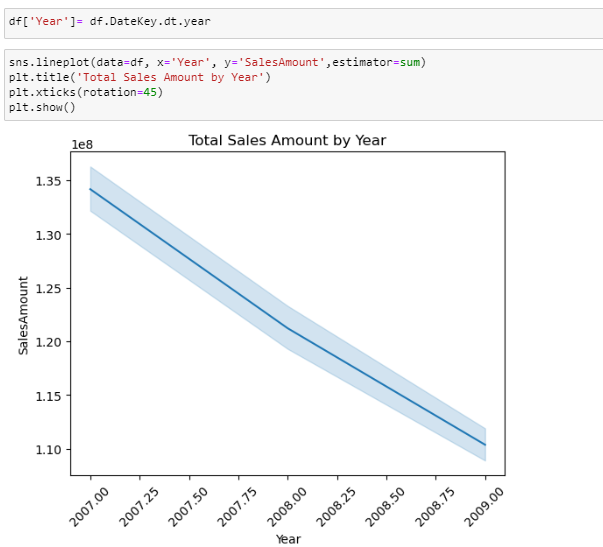 df['Year']= df.DateKey.dt.year
sns.lineplot(data=df, x='Year', y='SalesAmount',estimator=sum)
plt.title('Total Sales Amount by Year')
plt.xticks(rotation=45)
plt.show()
Total Sales Amount by Year
1e8
1.35
1.30
1.25
1.20
1.15
1.10
SalesAmount
2007.00
2007.25
2007.50
2007.75
2008.00
2008.25
2008.50
2008.75
2009.00
Year